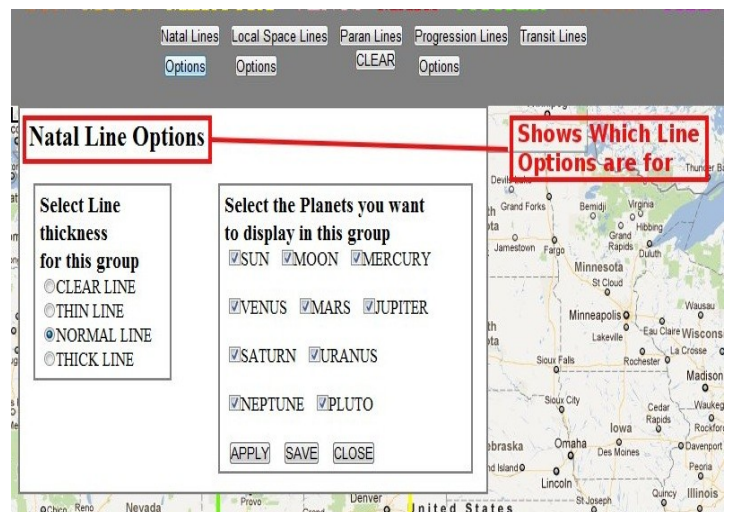 Natal Lines Local Space Lines Paran Lines Progression Lines Transit Lines
Options Options CLEAR Options
Natal Line Options
Shows Which Line
Options are for
Select Line
thickness
for this group
CLEAR LINE
THIN LINE
NORMAL LINE
THICK LINE
Select the Planets you want
to display in this group
SUN MOON MERCURY
VENUS MARS JUPITER
SATURN URANUS
NEPTUNE PLUTO
APPLY SAVE CLOSE
Thunder
Grand Forks
Bemidji
Virginia
Hibbing
Grand
Rapids
Duluth
Jamestown
Fargo
Minnesota
St Cloud
Minneapolis
Wausau
Eau Claire
Lakeville
La Crosse
Rochester
Sioux Falls
Madison
Sioux City
Cedar
Rapids
Iowa
Omaha
Des Moines
Davenport
Peoria
Lincoln
St Joseph
Quincy
Illinois
Chico
Reno
Nevada
Provo
Denver
United States